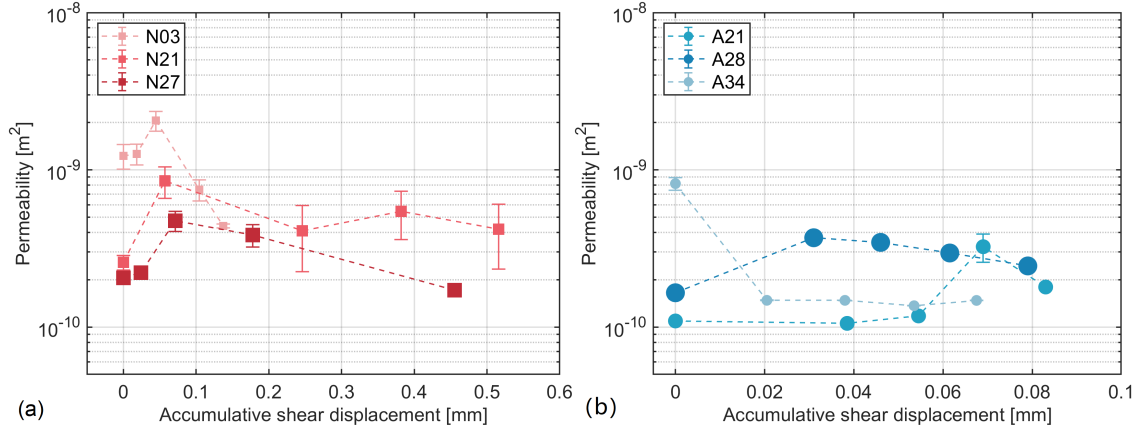 10^-8
N03
N21
N27
Permeability [m^2]
10^-9
10^-10
0 0.1 0.2 0.3 0.4 0.5 0.6
(a)
Accumulative shear displacement [mm]
10^-8
A21
A28
A34
Permeability [m^2]
10^-9
10^-10
0 0.02 0.04 0.06 0.08 0.1
(b)
Accumulative shear displacement [mm]